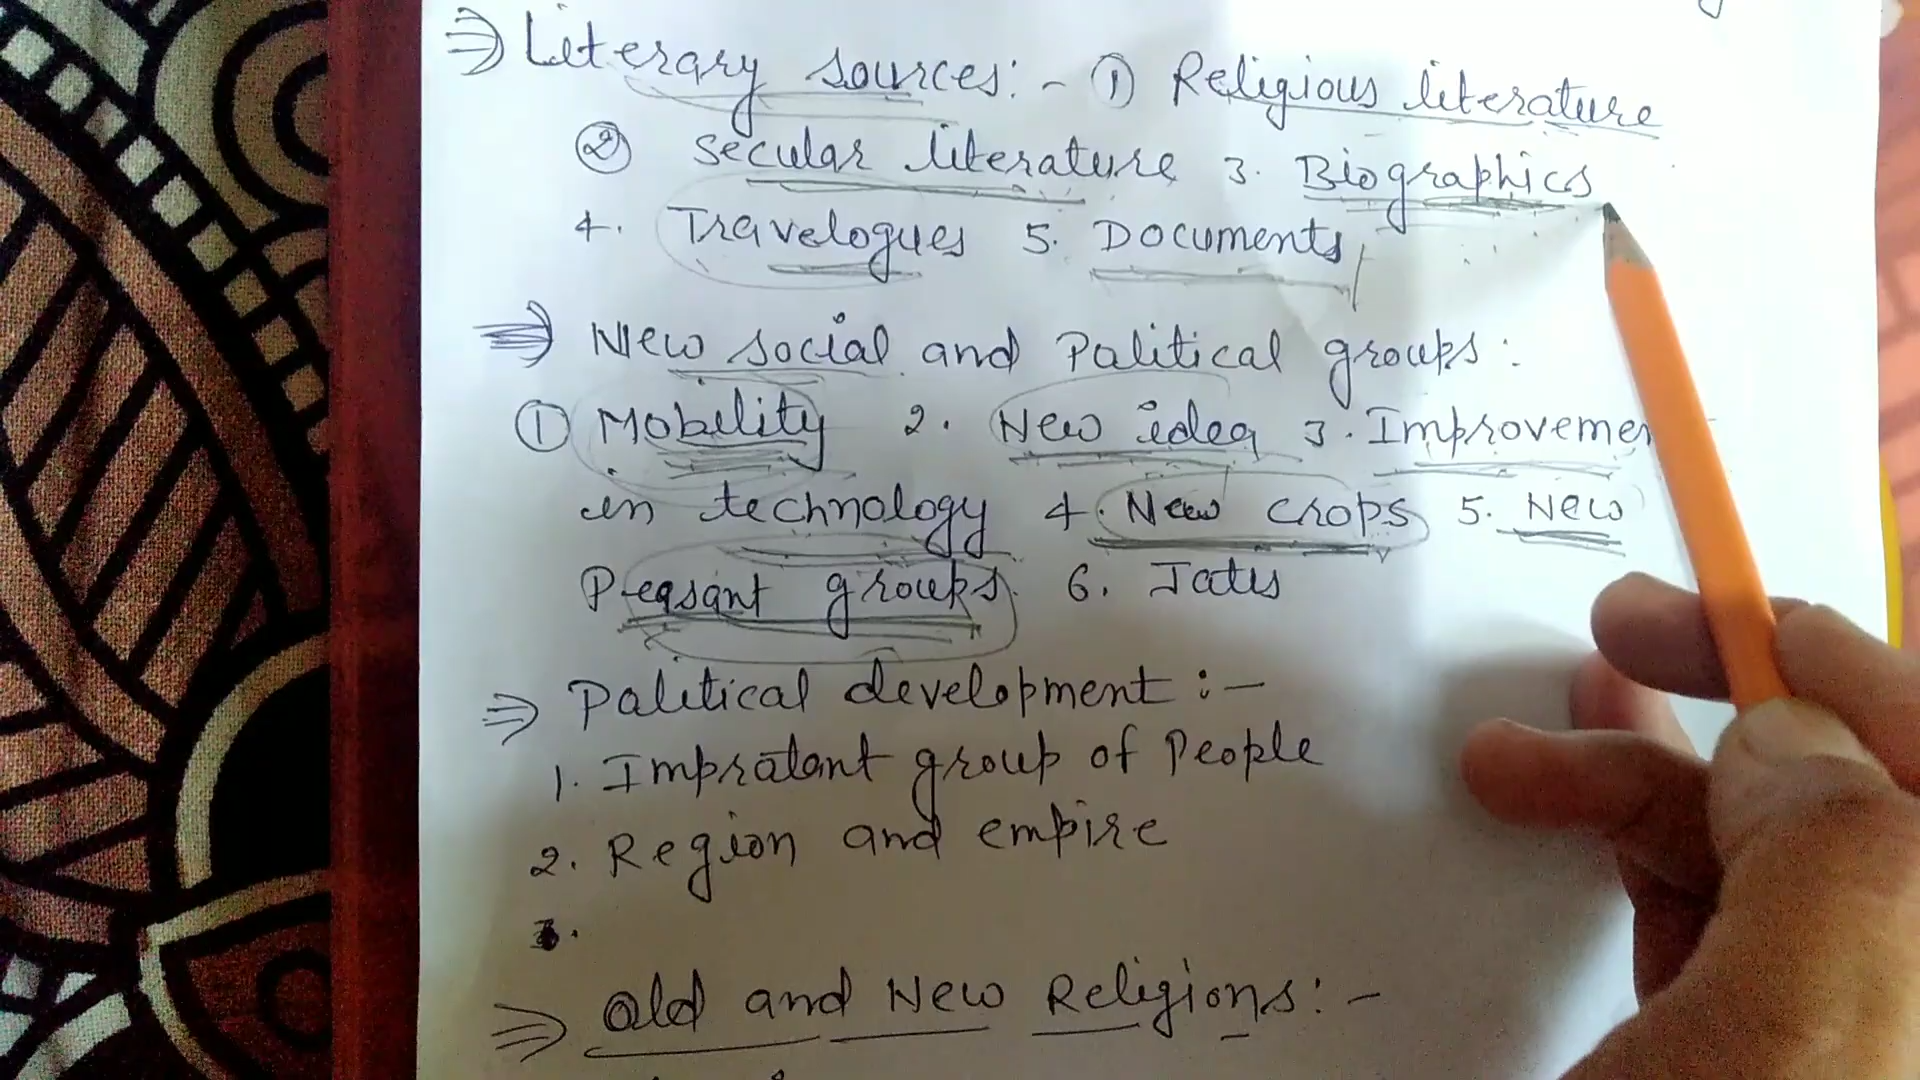 ⇒ Literary sources:- ① Religious literature
② Secular literature 3. Biographics
4. Travelogues 5. Documents
⇒ New social and Palitical groups:
① Mobility 2. New idea 3. Improvemen
in technology 4. New crops 5. New
Peasant groups. 6. Jatis
⇒ Palitical development :-
1. Impratant group of People
2. Region and empire
3.
⇒ Old and New Religions:-